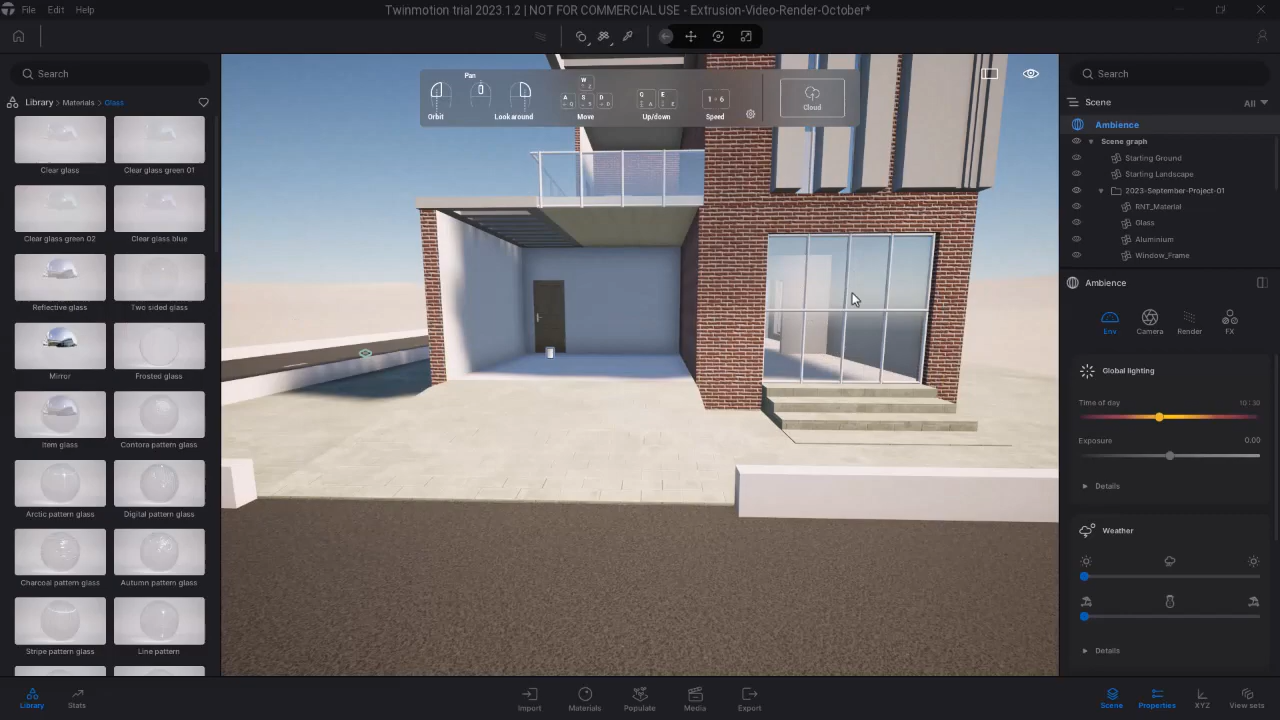 File Edit Help
Twinmotion trial 2023.1.2 | NOT FOR COMMERCIAL USE - Extrusion-Video-Render-October*
Search
Library > Materials > Glass
Clear glass
Clear glass green 01
Clear glass green 02
Clear glass blue
Reflective glass
Two sided glass
Mirror
Frosted glass
Item glass
Contora pattern glass
Arctic pattern glass
Digital pattern glass
Charcoal pattern glass
Autumn pattern glass
Stripe pattern glass
Line pattern
Pan
Orbit
Look around
W
A S D
Move
Q E
Up/down
1 - 6
Speed
Cloud
Search
Scene
All
Ambience
Scene graph
Starting Ground
Starting Landscape
2023-September-Project-01
RNT_Material
Glass
Aluminium
Window_Frame
Ambience
Env Camera Render FX
Global lighting
Time of day 10:30
Exposure 0.00
Details
Weather
Details
Library Stats Import Materials Populate Media Export Scene Properties XYZ View sets